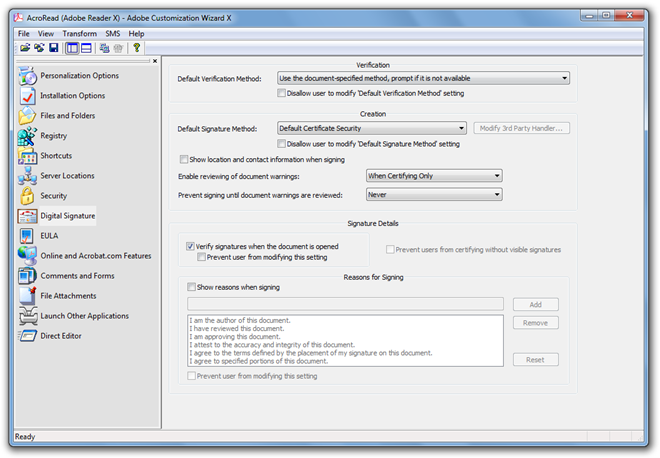 AcroRead (Adobe Reader X) - Adobe Customization Wizard X
File View Transform SMS Help
Personalization Options
Installation Options
Files and Folders
Registry
Shortcuts
Server Locations
Security
Digital Signature
EULA
Online and Acrobat.com Features
Comments and Forms
File Attachments
Launch Other Applications
Direct Editor
Verification
Default Verification Method: Use the document-specified method, prompt if it is not available
Disallow user to modify 'Default Verification Method' setting
Creation
Default Signature Method: Default Certificate Security Modify 3rd Party Handler...
Disallow user to modify 'Default Signature Method' setting
Show location and contact information when signing
Enable reviewing of document warnings: When Certifying Only
Prevent signing until document warnings are reviewed: Never
Signature Details
Verify signatures when the document is opened
Prevent user from modifying this setting
Prevent users from certifying without visible signatures
Reasons for Signing
Show reasons when signing
Add
I am the author of this document.
I have reviewed this document.
I am approving this document.
I attest to the accuracy and integrity of this document.
I agree to the terms defined by the placement of my signature on this document.
I agree to specified portions of this document.
Remove
Reset
Prevent user from modifying this setting
Ready